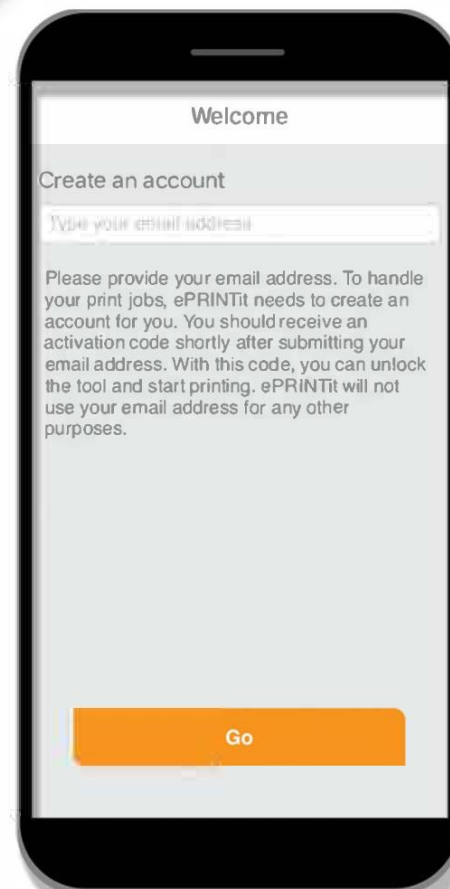 Welcome
Create an account
Type your email address
Please provide your email address. To handle
your print jobs, ePRINTit needs to create an
account for you. You should receive an
activation code shortly after submitting your
email address. With this code, you can unlock
the tool and start printing. ePRINTit will not
use your email address for any other
purposes.
Go